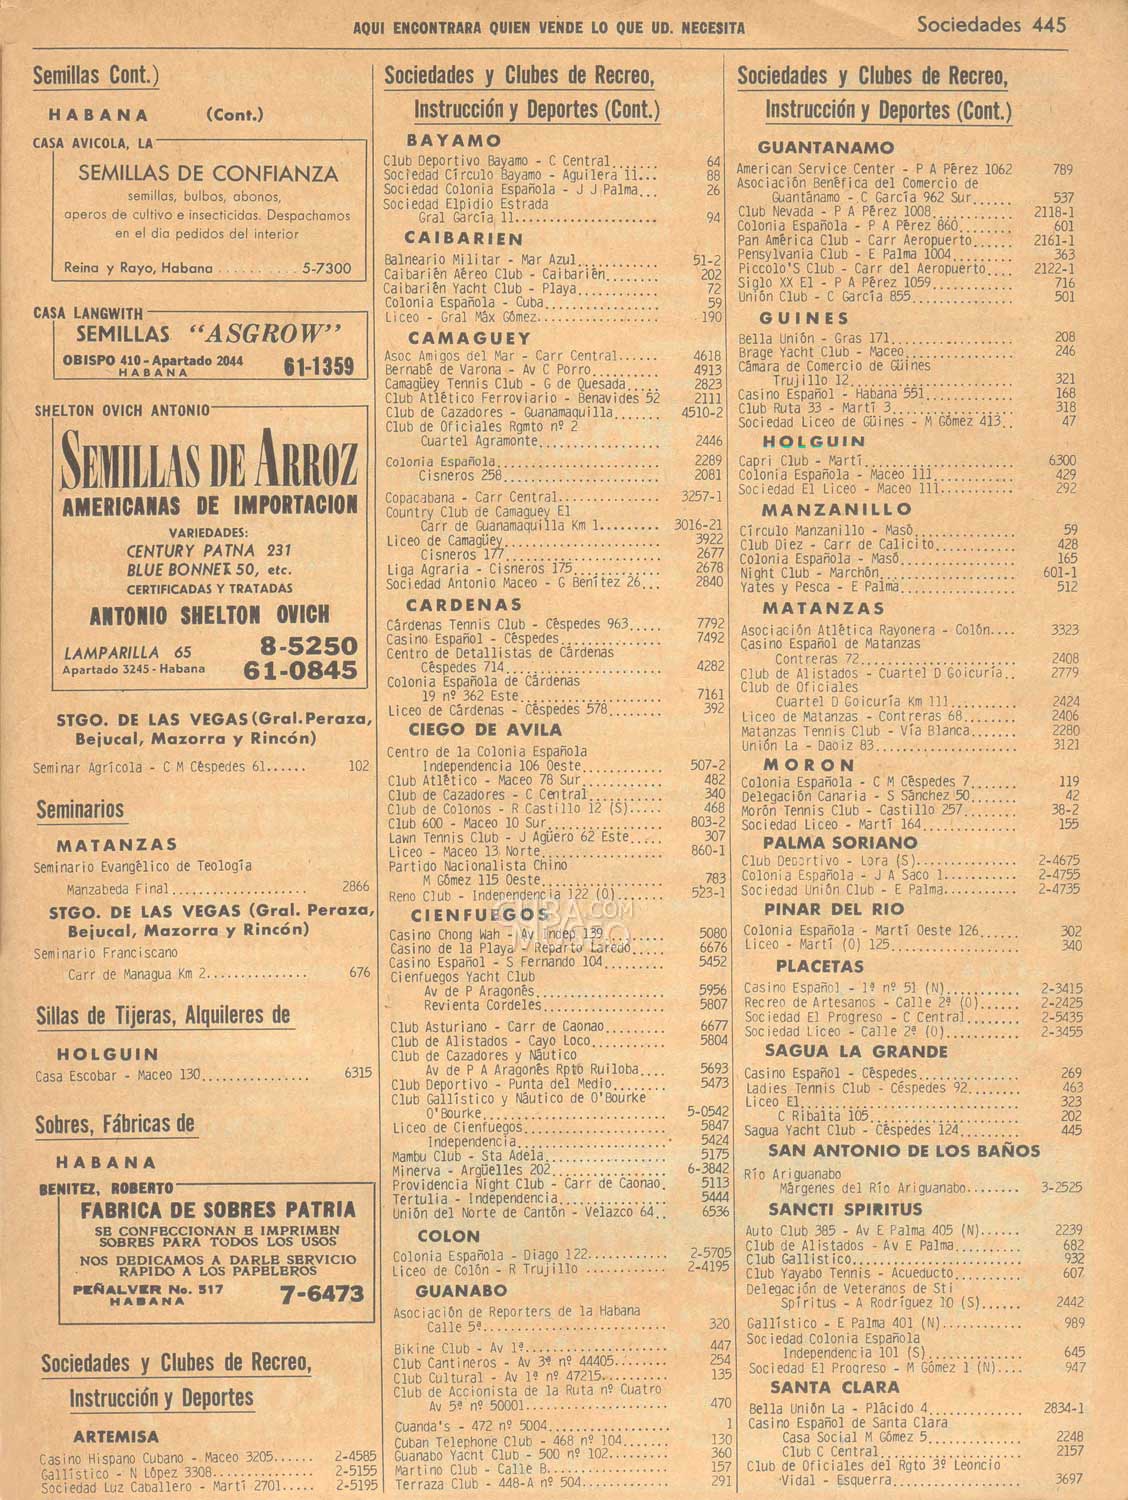 AQUI ENCONTRARA QUIEN VENDE LO QUE UD. NECESITA
Sociedades 445
Semillas Cont.)
HABANA (Cont.)
CASA AVICOLA, LA
SEMILLAS DE CONFIANZA
semillas, bulbos, abonos,
aperos de cultivo e insecticidas. Despachamos
en el dia pedidos del interior
Reina y Rayo, Habana .......... 5-7300
CASA LANGWITH
SEMILLAS "ASGROW"
OBISPO 410 - Apartado 2044
HABANA
61-1359
SHELTON OVICH ANTONIO
SEMILLAS DE ARROZ
AMERICANAS DE IMPORTACION
VARIEDADES:
CENTURY PATNA 231
BLUE BONNET 50, etc.
CERTIFICADAS Y TRATADAS
ANTONIO SHELTON OVICH
LAMPARILLA 65 8-5250
Apartado 3245 - Habana 61-0845
STGO. DE LAS VEGAS (Gral. Peraza,
Bejucal, Mazorra y Rincón)
Seminar Agrícola - C M Céspedes 61...... 102
Seminarios
MATANZAS
Seminario Evangélico de Teología
Manzabeda Final.................... 2866
STGO. DE LAS VEGAS (Gral. Peraza,
Bejucal, Mazorra y Rincón)
Seminario Franciscano
Carr de Managua Km 2............... 676
Sillas de Tijeras, Alquileres de
HOLGUIN
Casa Escobar - Maceo 130................ 6315
Sobres, Fábricas de
HABANA
BENITEZ, ROBERTO
FABRICA DE SOBRES PATRIA
SE CONFECCIONAN E IMPRIMEN
SOBRES PARA TODOS LOS USOS
NOS DEDICAMOS A DARLE SERVICIO
RAPIDO A LOS PAPELEROS
PEÑALVER No. 517
HABANA
7-6473
Sociedades y Clubes de Recreo,
Instrucción y Deportes
ARTEMISA
Casino Hispano Cubano - Maceo 3205...... 2-4585
Gallístico - N López 3308............... 2-5155
Sociedad Luz Caballero - Martí 2701..... 2-5195
Sociedades y Clubes de Recreo,
Instrucción y Deportes (Cont.)
BAYAMO
Club Deportivo Bayamo - C Central....... 64
Sociedad Círculo Bayamo - Aguilera 11... 88
Sociedad Colonia Española - J J Palma... 26
Sociedad Elpidio Estrada
Gral García 11..................... 94
CAIBARIEN
Balneario Militar - Mar Azul............ 51-2
Caibarién Aéreo Club - Caibarién........ 202
Caibarién Yacht Club - Playa............ 72
Colonia Española - Cuba................. 59
Liceo - Gral Máx Gómez.................. 190
CAMAGUEY
Asoc Amigos del Mar - Carr Central...... 4618
Bernabé de Varona - Av C Porro.......... 4913
Camagüey Tennis Club - G de Quesada..... 2823
Club Atlético Ferroviario - Benavides 52 2111
Club de Cazadores - Guanamaquilla....... 4510-2
Club de Oficiales Rgmto nº 2
Cuartel Agramonte.................. 2446
Colonia Española........................ 2289
Cisneros 258....................... 2081
Copacabana - Carr Central............... 3257-1
Country Club de Camaguey El
Carr de Guanamaquilla Km 1......... 3016-21
Liceo de Camagüey....................... 3922
Cisneros 177....................... 2677
Liga Agraria - Cisneros 175............. 2678
Sociedad Antonio Maceo - G Benítez 26... 2840
CARDENAS
Cárdenas Tennis Club - Céspedes 963..... 7792
Casino Español - Céspedes............... 7492
Centro de Detallistas de Cárdenas
Céspedes 714....................... 4282
Colonia Española de Cárdenas
19 nº 362 Este..................... 7161
Liceo de Cárdenas - Céspedes 578........ 392
CIEGO DE AVILA
Centro de la Colonia Española
Independencia 106 Oeste............ 507-2
Club Atlético - Maceo 78 Sur............ 482
Club de Cazadores - C Central........... 340
Club de Colonos - R Castillo 12 (S)..... 468
Club 600 - Maceo 10 Sur................. 803-2
Lawn Tennis Club - J Agüero 62 Este..... 307
Liceo - Maceo 13 Norte.................. 860-1
Partido Nacionalista Chino
M Gómez 115 Oeste.................. 783
Reno Club - Independencia 122 (O)....... 523-1
CIENFUEGOS
Casino Chong Wah - Av Indep 139......... 5080
Casino de la Playa - Reparto Laredo..... 6676
Casino Español - S Fernando 104......... 5452
Cienfuegos Yacht Club
Av de P Aragonés................... 5956
Revienta Cordeles.................. 5807
Club Asturiano - Carr de Caonao......... 6677
Club de Alistados - Cayo Loco........... 5804
Club de Cazadores y Náutico
Av de P A Aragonés Rpto Ruiloba.... 5693
Club Deportivo - Punta del Medio........ 5473
Club Gallístico y Náutico de O'Bourke
O'Bourke........................... 5-0542
Liceo de Cienfuegos..................... 5847
Independencia...................... 5424
Mambu Club - Sta Adela.................. 5175
Minerva - Argüelles 202................. 6-3842
Providencia Night Club - Carr de Caonao. 5113
Tertulia - Independencia................ 5444
Unión del Norte de Cantón - Velazco 64.. 6536
COLON
Colonia Española - Diago 122............ 2-5705
Liceo de Colón - R Trujillo ............ 2-4195
GUANABO
Asociación de Reporters de la Habana
Calle 5ª........................... 320
Bikine Club - Av 1ª..................... 447
Club Cantineros - Av 3ª nº 44405........ 254
Club Cultural - Av 1ª nº 47215.......... 135
Club de Accionista de la Ruta nº Cuatro
Av 5ª nº 50001..................... 470
Cuanda's - 472 nº 5004.................. 1
Cuban Telephone Club - 468 nº 104....... 130
Guanabo Yacht Club - 500 nº 102......... 360
Martino Club - Calle B.................. 157
Terraza Club - 448-A nº 504............. 291
Sociedades y Clubes de Recreo,
Instrucción y Deportes (Cont.)
GUANTANAMO
American Service Center - P A Pérez 1062 789
Asociación Benéfica del Comercio de
Guantánamo - C García 962 Sur...... 537
Club Nevada - P A Pérez 1008............ 2118-1
Colonia Española - P A Pérez 860........ 601
Pan América Club - Carr Aeropuerto...... 2161-1
Pensylvania Club - E Palma 1004......... 363
Piccolo'S Club - Carr del Aeropuerto.... 2122-1
Siglo XX El - P A Pérez 1059............ 716
Unión Club - C García 855............... 501
GUINES
Bella Unión - Gras 171.................. 208
Brage Yacht Club - Maceo................ 246
Cámara de Comercio de Güines
Trujillo 12........................ 321
Casino Español - Habana 551............. 168
Club Ruta 33 - Martí 3.................. 318
Sociedad Liceo de Güines - M Gómez 413.. 47
HOLGUIN
Capri Club - Martí...................... 6300
Colonia Española - Maceo 111............ 429
Sociedad El Liceo - Maceo 111........... 292
MANZANILLO
Círculo Manzanillo - Masó............... 59
Club Diez - Carr de Calicito............ 428
Colonia Española - Masó................. 165
Night Club - Marchón.................... 601-1
Yates y Pesca - E Palma................. 512
MATANZAS
Asociación Atlética Rayonera - Colón.... 3323
Casino Español de Matanzas
Contreras 72....................... 2408
Club de Alistados - Cuartel D Goicuría.. 2779
Club de Oficiales
Cuartel D Goicuría Km 111.......... 2424
Liceo de Matanzas - Contreras 68........ 2406
Matanzas Tennis Club - Vía Blanca....... 2280
Unión La - Daoiz 83..................... 3121
MORON
Colonia Española - C M Céspedes 7....... 119
Delegación Canaria - S Sánchez 50....... 42
Morón Tennis Club - Castillo 257........ 38-2
Sociedad Liceo - Martí 164.............. 155
PALMA SORIANO
Club Deportivo - Lora (S)............... 2-4675
Colonia Española - J A Saco 1........... 2-4755
Sociedad Unión Club - E Palma........... 2-4735
PINAR DEL RIO
Colonia Española - Martí Oeste 126...... 302
Liceo - Martí (O) 125................... 340
PLACETAS
Casino Español - 1ª nº 51 (N)........... 2-3415
Recreo de Artesanos - Calle 2ª (O)...... 2-2425
Sociedad El Progreso - C Central........ 2-5435
Sociedad Liceo - Calle 2ª (O)........... 2-3455
SAGUA LA GRANDE
Casino Español - Céspedes............... 269
Ladies Tennis Club - Céspedes 92........ 463
Liceo El................................ 323
C Ribalta 105...................... 202
Sagua Yacht Club - Céspedes 124......... 445
SAN ANTONIO DE LOS BAÑOS
Río Ariguanabo
Márgenes del Río Ariguanabo........ 3-2525
SANCTI SPIRITUS
Auto Club 385 - Av E Palma 405 (N)...... 2239
Club de Alistados - Av E Palma.......... 682
Club Gallístico......................... 932
Club Yayabo Tennis - Acueducto.......... 607
Delegación de Veteranos de Sti
Spíritus - A Rodríguez 10 (S)...... 2442
Gallístico - E Palma 401 (N)............ 989
Sociedad Colonia Española
Independencia 101 (S).............. 645
Sociedad El Progreso - M Gómez 1 (N).... 947
SANTA CLARA
Bella Unión La - Plácido 4.............. 2834-1
Casino Español de Santa Clara
Casa Social M Gómez 5.............. 2248
Club C Central..................... 2157
Club de Oficiales del Rgto 3º Leoncio
Vidal - Esquerra................... 3697
CUBA MUSEO.COM